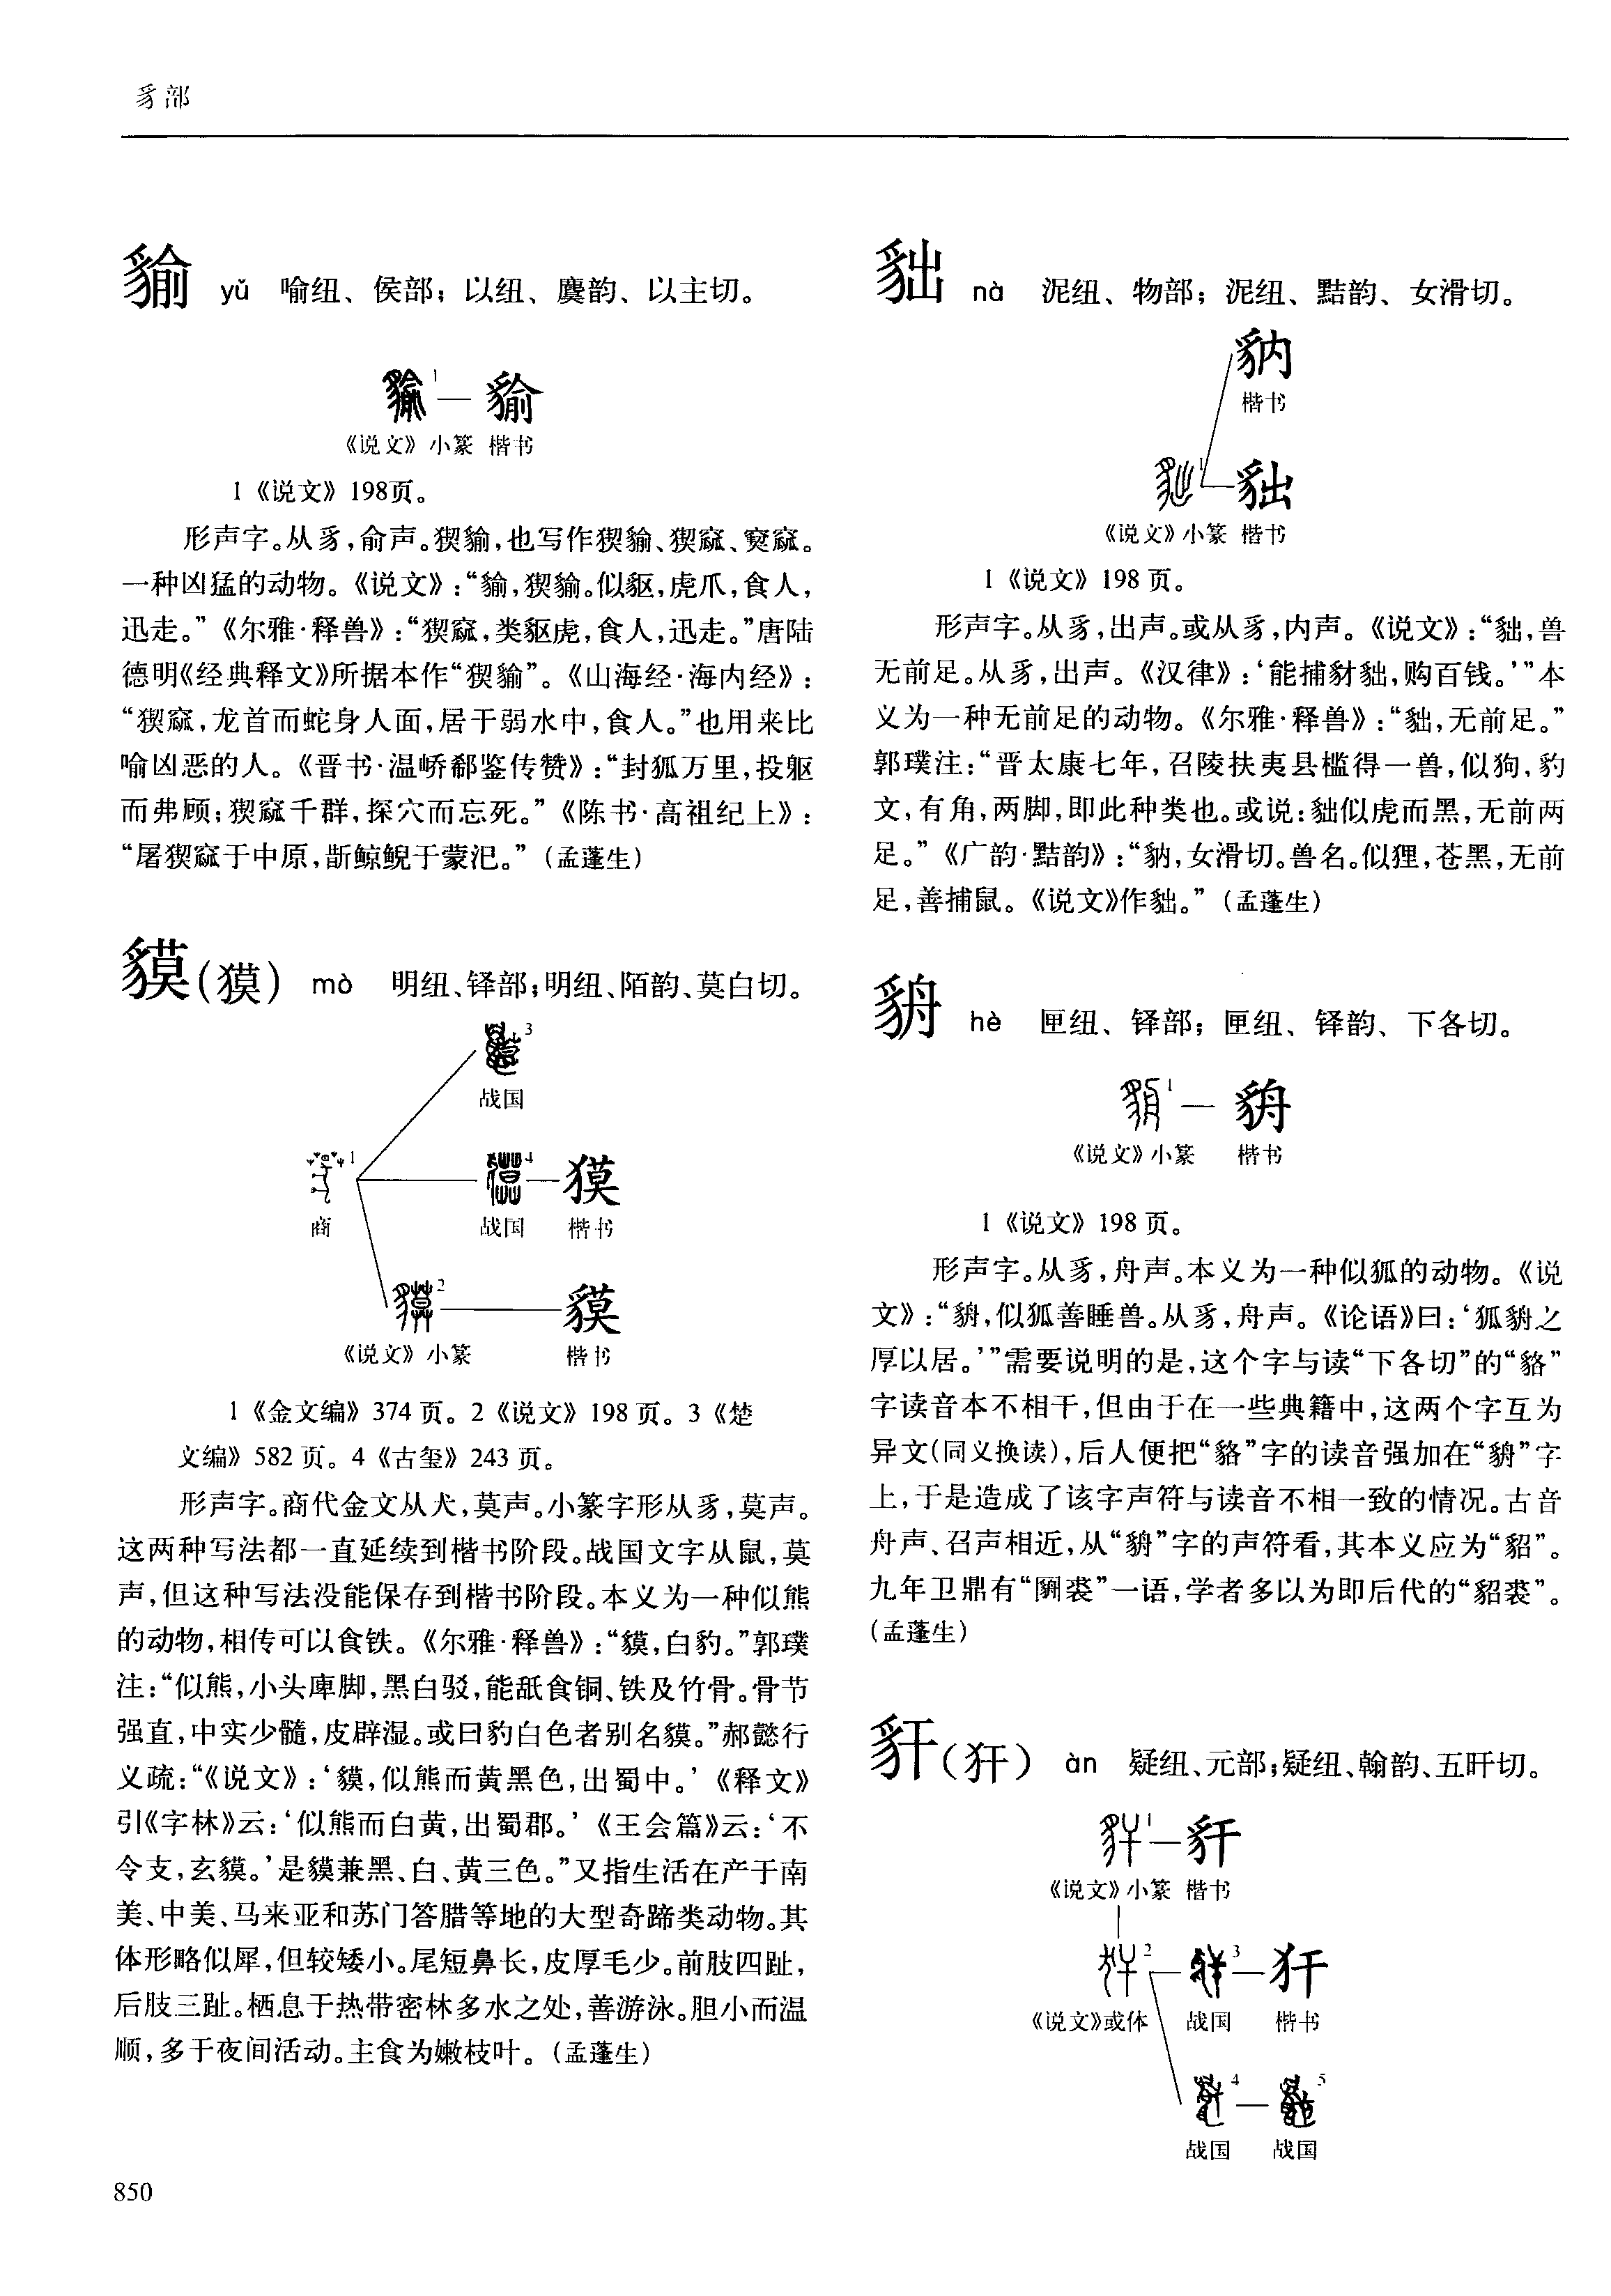 豸部
貐 yǔ 喻纽、侯部；以纽、麌韵、以主切。
1
貐
《说文》小篆 楷书
1《说文》198页。
形声字。从豸，俞声。猰貐，也写作猰貐、猰窳、窫窳。
一种凶猛的动物。《说文》：“貐，猰貐。似貙，虎爪，食人，
迅走。”《尔雅·释兽》：“猰窳，类貙虎，食人，迅走。”唐陆
德明《经典释文》所据本作“猰貐”。《山海经·海内经》：
“猰窳，龙首而蛇身人面，居于弱水中，食人。”也用来比
喻凶恶的人。《晋书·温峤郗鉴传赞》：“封狐万里，投躯
而弗顾；猰窳千群，探穴而忘死。”《陈书·高祖纪上》：
“屠猰窳于中原，斮鲸鲵于蒙汜。”（孟蓬生）
貘（獏） mò 明纽、铎部；明纽、陌韵、莫白切。
3
战国
1
4
獏
商
战国 楷书
2
貘
《说文》小篆 楷书
1《金文编》374页。2《说文》198页。3《楚
文编》582页。4《古玺》243页。
形声字。商代金文从犬，莫声。小篆字形从豸，莫声。
这两种写法都一直延续到楷书阶段。战国文字从鼠，莫
声，但这种写法没能保存到楷书阶段。本义为一种似熊
的动物，相传可以食铁。《尔雅·释兽》：“貘，白豹。”郭璞
注：“似熊，小头庳脚，黑白驳，能舐食铜、铁及竹骨。骨节
强直，中实少髓，皮辟湿。或曰豹白色者别名貘。”郝懿行
义疏：“《说文》：‘貘，似熊而黄黑色，出蜀中。’《释文》
引《字林》云：‘似熊而白黄，出蜀郡。’《王会篇》云：‘不
令支，玄貘。’是貘兼黑、白、黄三色。”又指生活在产于南
美、中美、马来亚和苏门答腊等地的大型奇蹄类动物。其
体形略似犀，但较矮小。尾短鼻长，皮厚毛少。前肢四趾，
后肢三趾。栖息于热带密林多水之处，善游泳。胆小而温
顺，多于夜间活动。主食为嫩枝叶。（孟蓬生）
850
貀 nà 泥纽、物部；泥纽、黠韵、女滑切。
豽
楷书
1
貀
《说文》小篆 楷书
1《说文》198页。
形声字。从豸，出声。或从豸，内声。《说文》：“貀，兽
无前足。从豸，出声。《汉律》：‘能捕豺貀，购百钱。’”本
义为一种无前足的动物。《尔雅·释兽》：“貀，无前足。”
郭璞注：“晋太康七年，召陵扶夷县槛得一兽，似狗，豹
文，有角，两脚，即此种类也。或说：貀似虎而黑，无前两
足。”《广韵·黠韵》：“豽，女滑切。兽名。似狸，苍黑，无前
足，善捕鼠。《说文》作貀。”（孟蓬生）
貈 hè 匣纽、铎部；匣纽、铎韵、下各切。
1
貈
《说文》小篆 楷书
1《说文》198页。
形声字。从豸，舟声。本义为一种似狐的动物。《说
文》：“貈，似狐善睡兽。从豸，舟声。《论语》曰：‘狐貈之
厚以居。’”需要说明的是，这个字与读“下各切”的“貉”
字读音本不相干，但由于在一些典籍中，这两个字互为
异文（同义换读），后人便把“貉”字的读音强加在“貈”字
上，于是造成了该字声符与读音不相一致的情况。古音
舟声、召声相近，从“貈”字的声符看，其本义应为“貂”。
九年卫鼎有“裘”一语，学者多以为即后代的“貂裘”。
（孟蓬生）
豻（犴） àn 疑纽、元部；疑纽、翰韵、五旰切。
1
豻
《说文》小篆 楷书
2
3
犴
《说文》或体 战国 楷书
4
5
战国 战国